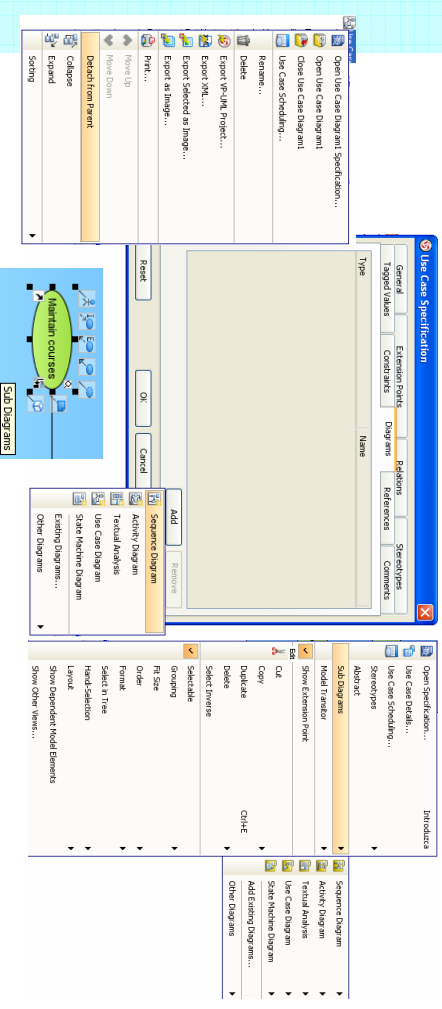 Open Use Case Diagram1 Specification...
Open Use Case Diagram1
Close Use Case Diagram1
Use Case Scheduling...
Rename...
Delete
Export VP-UML Project...
Export XML...
Export Selected as Image...
Export as Image...
Print...
Move Up
Move Down
Detach from Parent
Collapse
Expand
Sorting
Use Case Specification
General
Extension Points
Relations
Stereotypes
Tagged Values
Constraints
Diagrams
References
Comments
Type
Name
Add
Remove
Reset
OK
Cancel
Sequence Diagram
Activity Diagram
Textual Analysis
Use Case Diagram
State Machine Diagram
Existing Diagrams...
Other Diagrams
Maintain courses
Sub Diagrams
Open Specification... Introduzca
Use Case Details...
Use Case Scheduling...
Stereotypes
Abstract
Sub Diagrams
Model Transitor
Show Extension Point
Edit
Cut
Copy
Duplicate Ctrl+E
Delete
Select Inverse
Selectable
Grouping
Fit Size
Order
Format
Select in Tree
Hand-Selection
Layout
Show Dependent Model Elements
Show Other Views...
Sequence Diagram
Activity Diagram
Textual Analysis
Use Case Diagram
State Machine Diagram
Add Existing Diagrams...
Other Diagrams